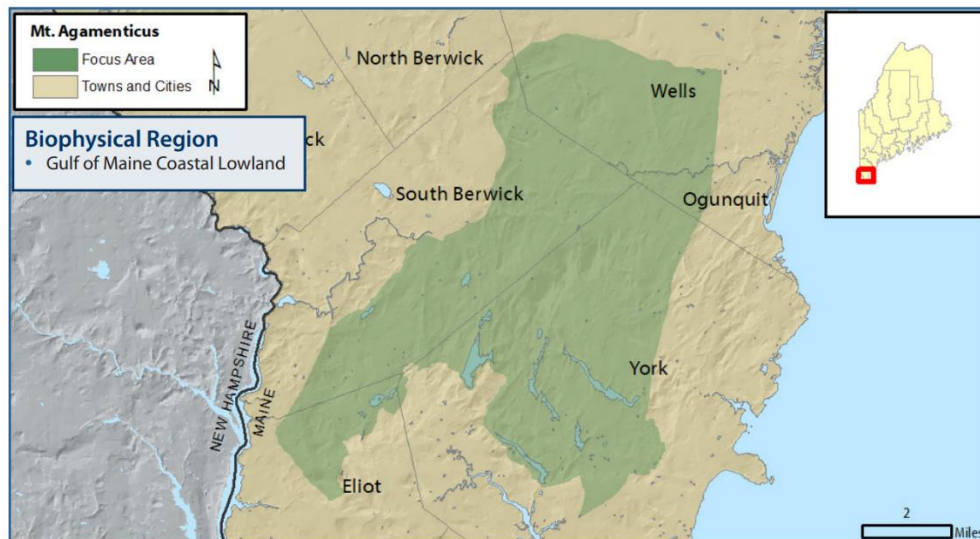 Mt. Agamenticus
Focus Area
Towns and Cities
N
Biophysical Region
• Gulf of Maine Coastal Lowland
North Berwick
Wells
ck
South Berwick
Ogunquit
NEW HAMPSHIRE
MAINE
York
Eliot
2
Miles